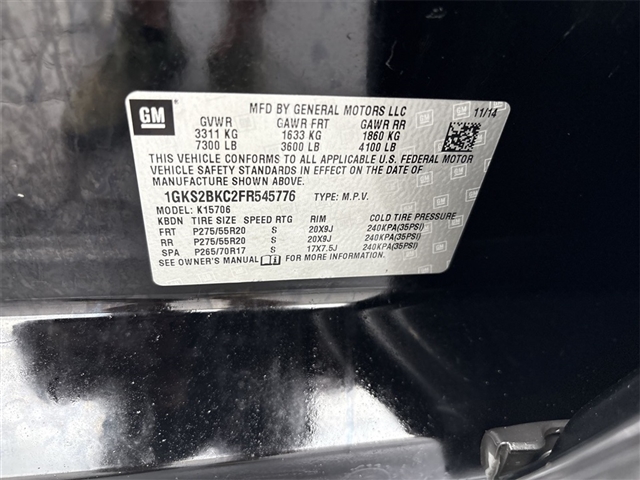 GM
MFD BY GENERAL MOTORS LLC 11/14
GVWR GAWR FRT GAWR RR
3311 KG 1633 KG 1860 KG
7300 LB 3600 LB 4100 LB
THIS VEHICLE CONFORMS TO ALL APPLICABLE U.S. FEDERAL MOTOR
VEHICLE SAFETY STANDARDS IN EFFECT ON THE DATE OF
MANUFACTURE SHOWN ABOVE.
1GKS2BKC2FR545776 TYPE: M.P.V.
MODEL: K15706
KBDN TIRE SIZE SPEED RTG RIM COLD TIRE PRESSURE
FRT P275/55R20 S 20X9J 240KPA(35PSI)
RR P275/55R20 S 20X9J 240KPA(35PSI)
SPA P265/70R17 S 17X7.5J 240KPA(35PSI)
SEE OWNER'S MANUAL FOR MORE INFORMATION.